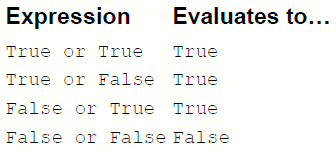 Expression Evaluates to…
True or True True
True or False True
False or True True
False or False False